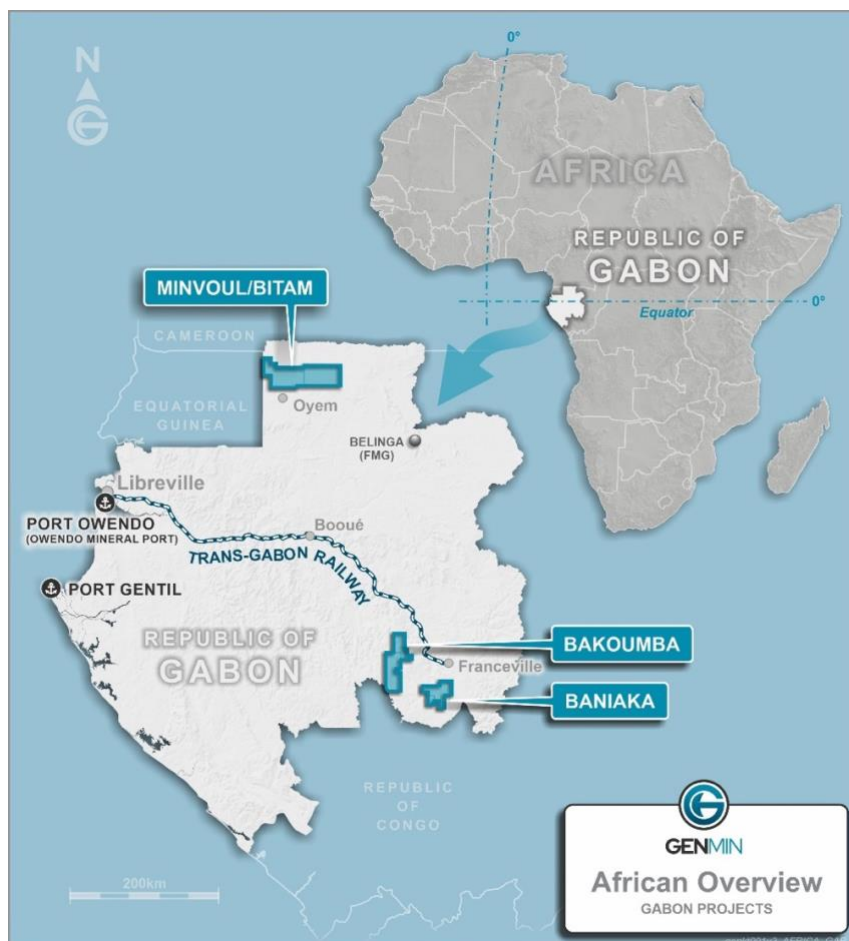 N
0°
AFRICA
REPUBLIC OF
GABON
0°
Equator
MINVOUL/BITAM
CAMEROON
EQUATORIAL
GUINEA
Oyem
BELINGA
(FMG)
Libreville
PORT OWENDO
(OWENDO MINERAL PORT)
Booué
TRANS-GABON RAILWAY
PORT GENTIL
REPUBLIC OF
GABON
BAKOUMBA
Franceville
BANIAKA
REPUBLIC
OF
CONGO
200km
GENMIN
African Overview
GABON PROJECTS